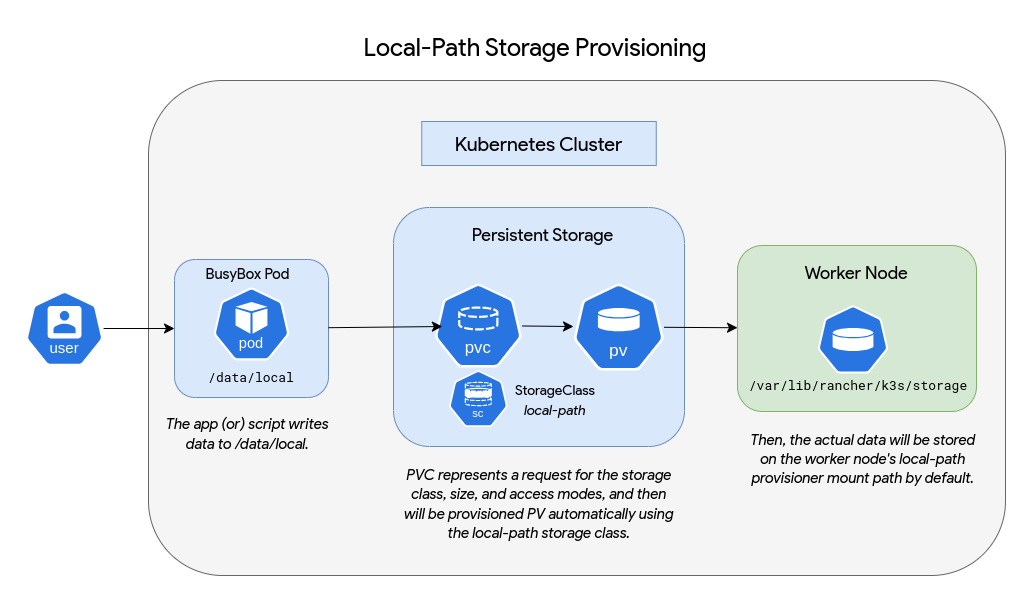 Local-Path Storage Provisioning
Kubernetes Cluster
user
BusyBox Pod
pod
/data/local
The app (or) script writes
data to /data/local.
Persistent Storage
pvc
pv
sc
StorageClass
local-path
PVC represents a request for the storage
class, size, and access modes, and then
will be provisioned PV automatically using
the local-path storage class.
Worker Node
/var/lib/rancher/k3s/storage
Then, the actual data will be stored
on the worker node's local-path
provisioner mount path by default.